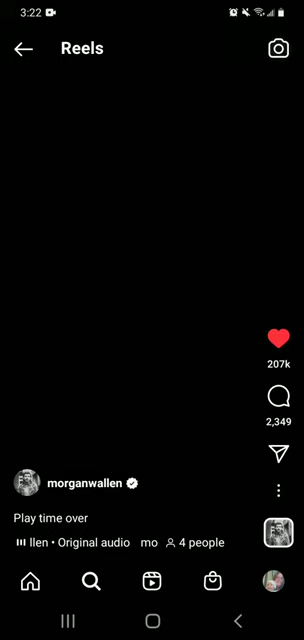 3:22
Reels
207k
2,349
morganwallen
Play time over
llen • Original audio mo 4 people